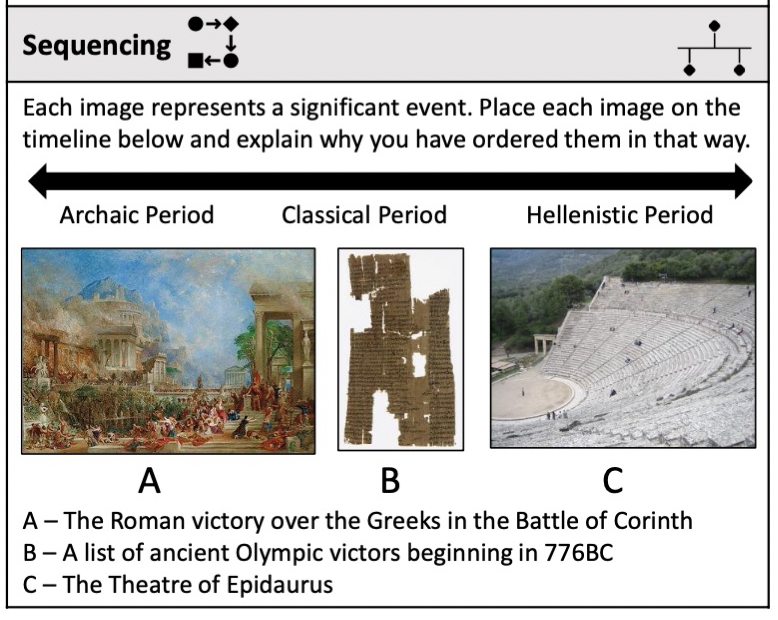 Sequencing
Each image represents a significant event. Place each image on the
timeline below and explain why you have ordered them in that way.
Archaic Period Classical Period Hellenistic Period
A B C
A – The Roman victory over the Greeks in the Battle of Corinth
B – A list of ancient Olympic victors beginning in 776BC
C – The Theatre of Epidaurus